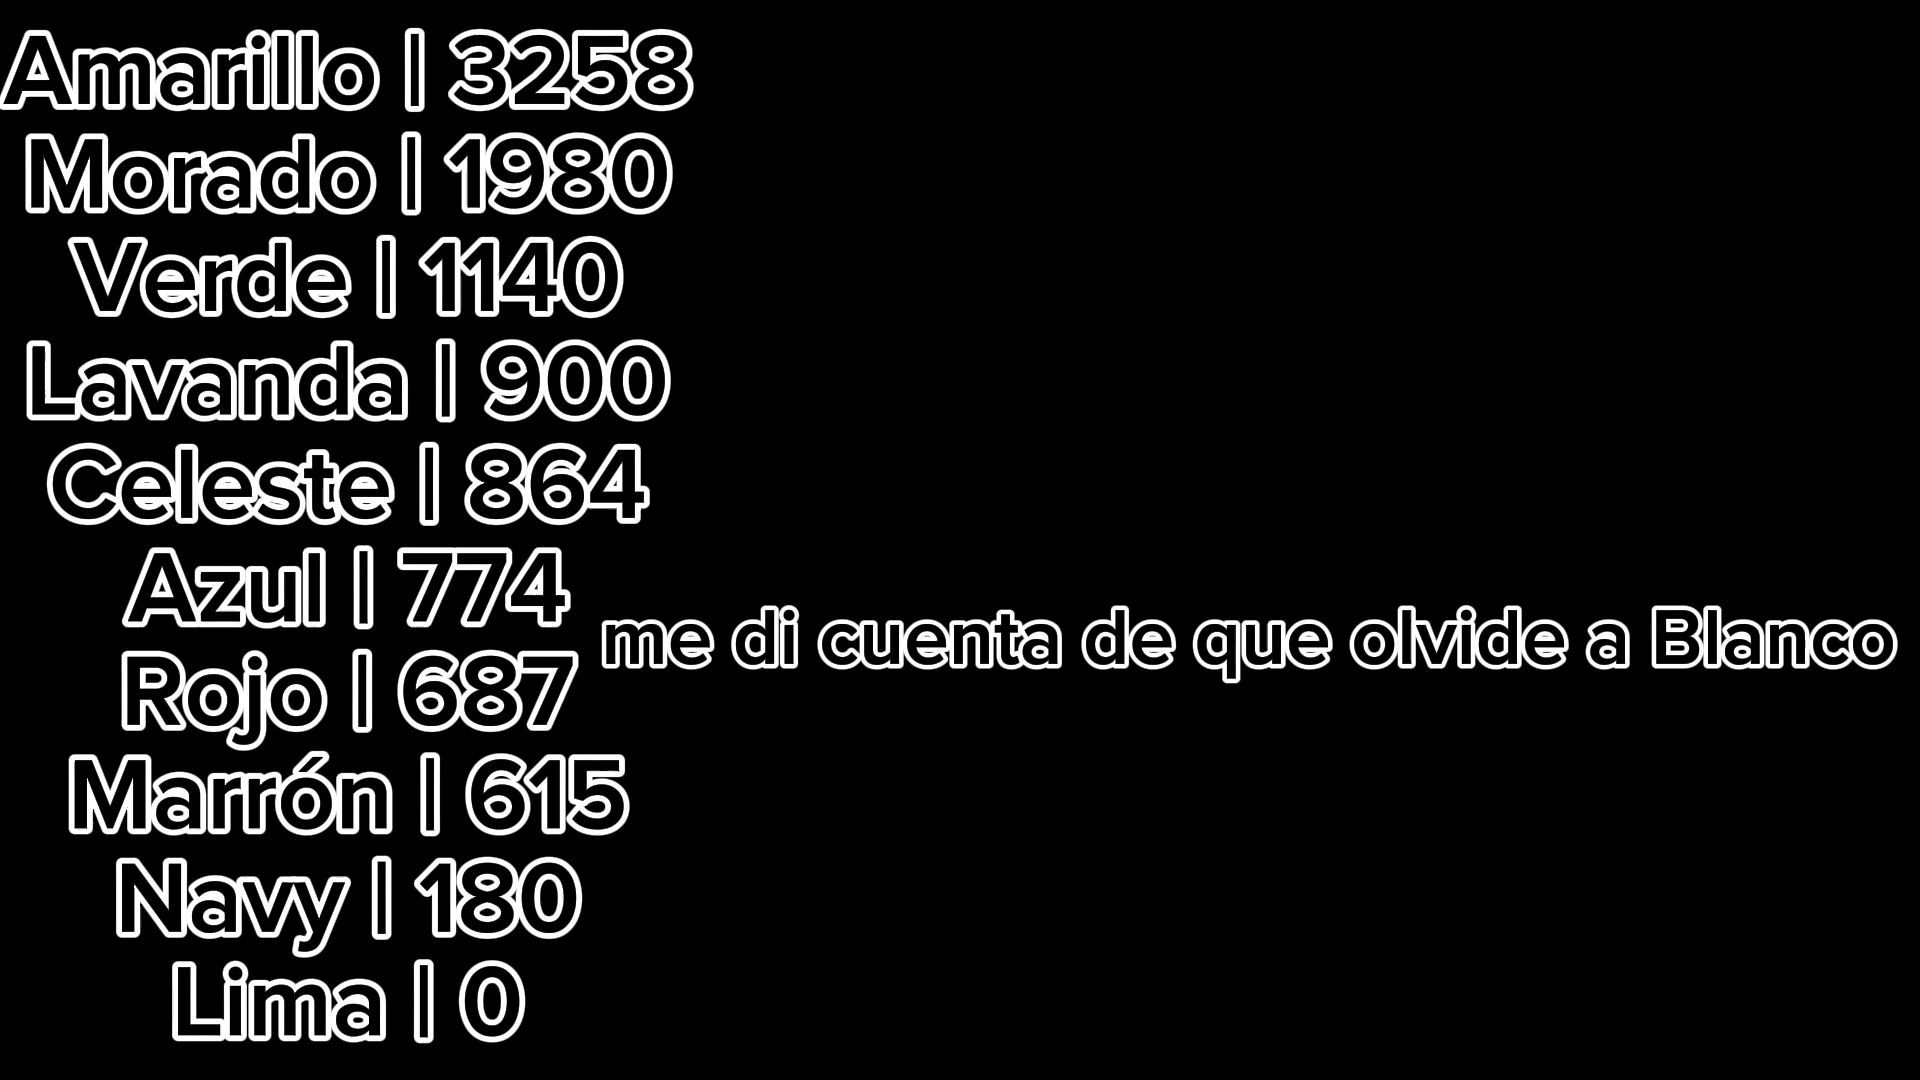 Amarillo | 3258
Morado | 1980
Verde | 1140
Lavanda | 900
Celeste | 864
Azul | 774
me di cuenta de que olvide a Blanco
Rojo | 687
Marrón | 615
Navy | 180
Lima | 0